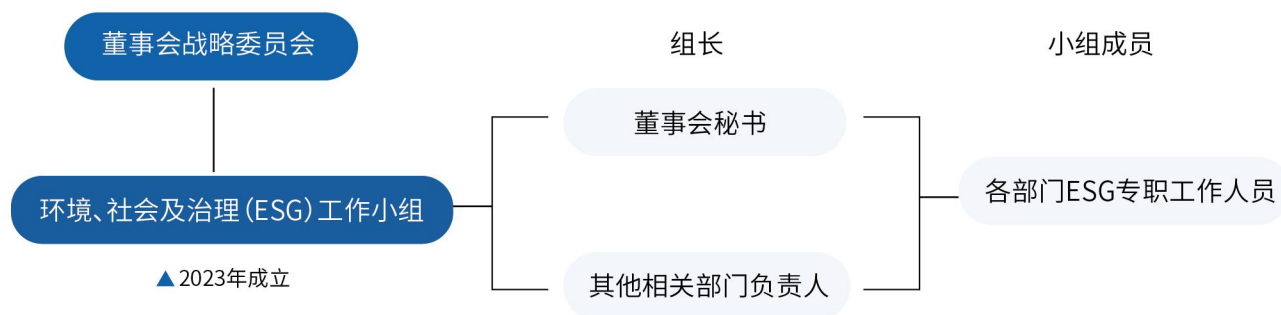 董事会战略委员会
组长
小组成员
董事会秘书
环境、社会及治理（ESG）工作小组
各部门ESG专职工作人员
▲2023年成立
其他相关部门负责人